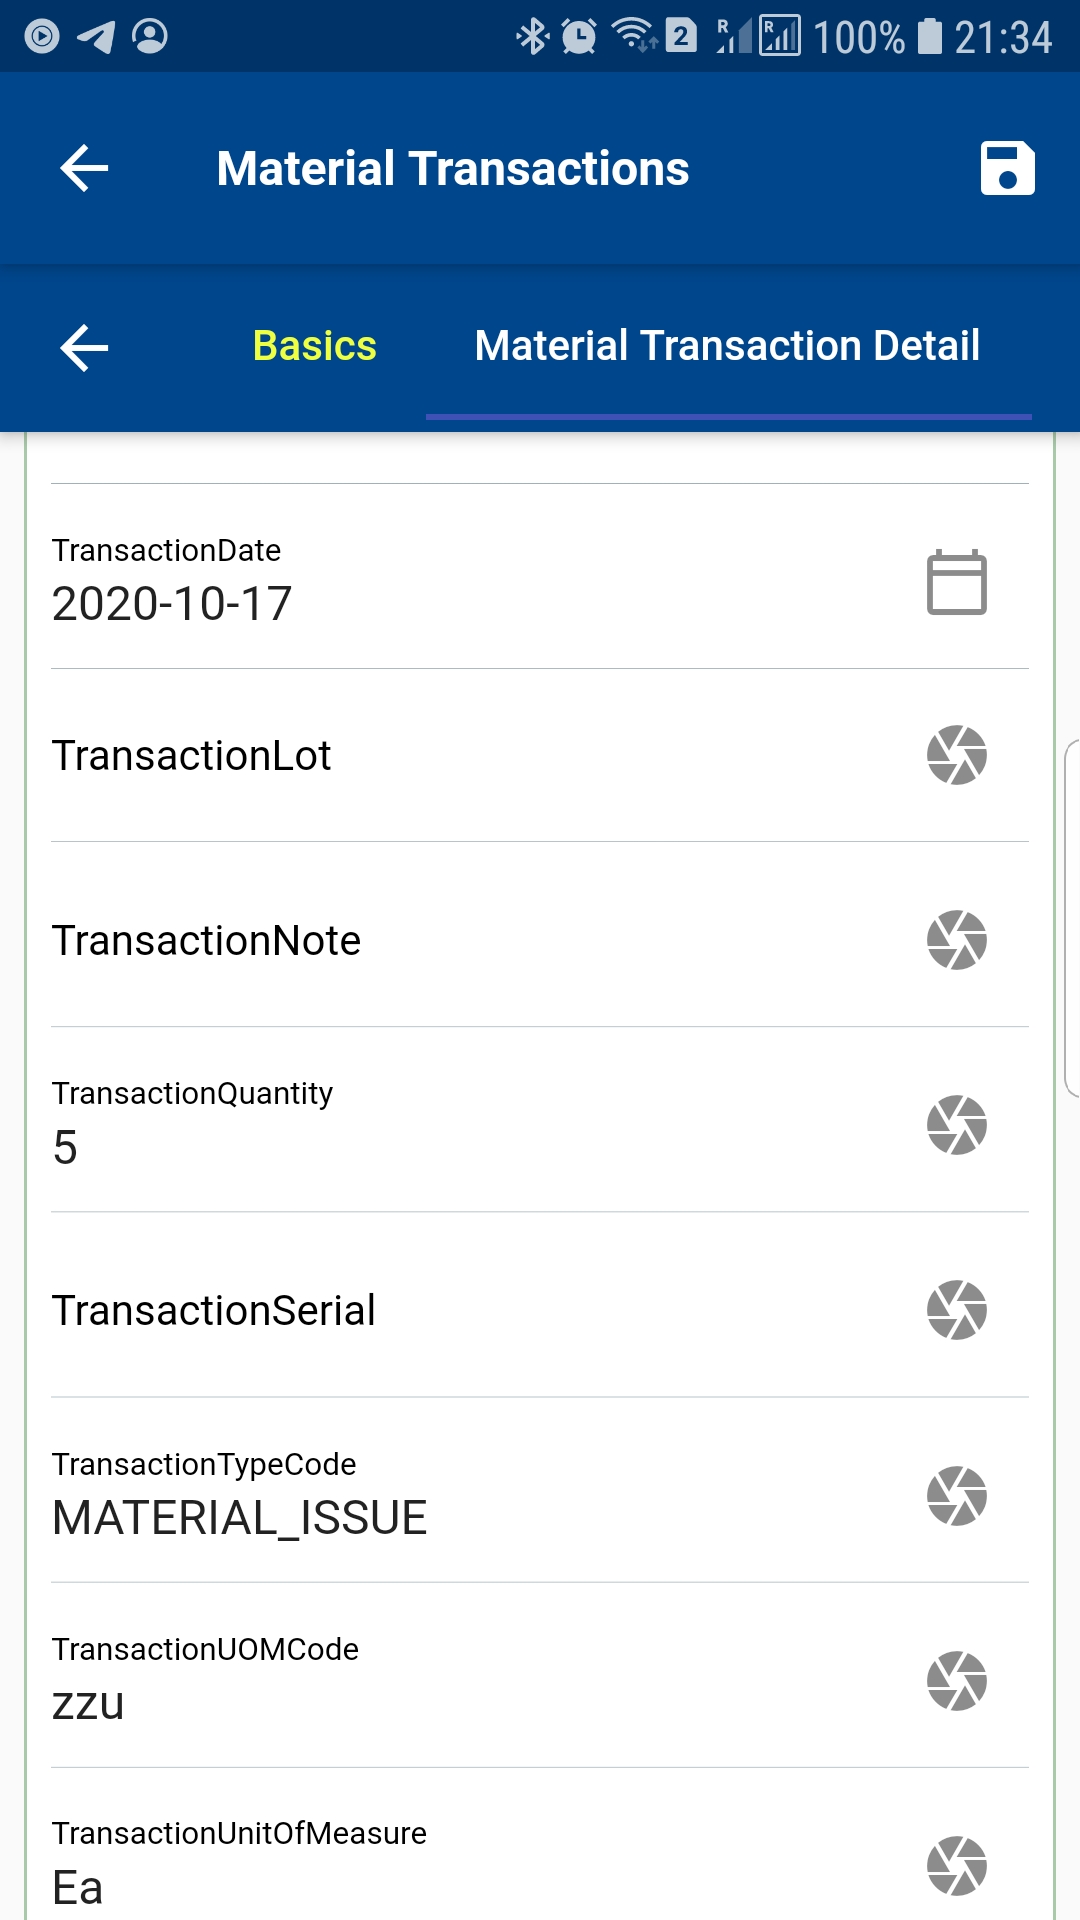 100% 21:34
Material Transactions
Basics Material Transaction Detail
TransactionDate
2020-10-17
TransactionLot
TransactionNote
TransactionQuantity
5
TransactionSerial
TransactionTypeCode
MATERIAL_ISSUE
TransactionUOMCode
zzu
TransactionUnitOfMeasure
Ea